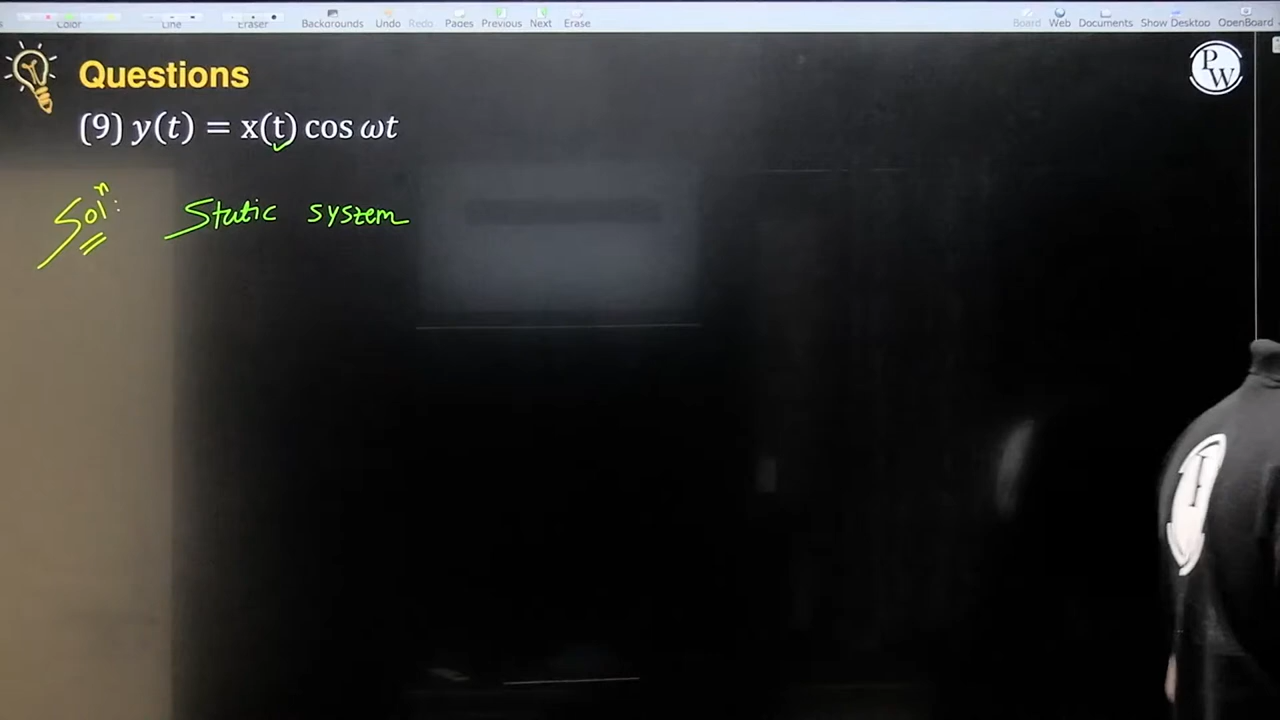 Color Line Eraser Backgrounds Undo Redo Pages Previous Next Erase Board Web Documents Show Desktop OpenBoard
Questions
PW
(9) y(t) = x(t) cos ωt
Solⁿ: Static system